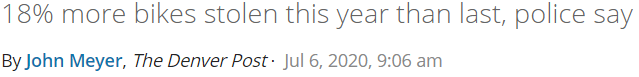 18% more bikes stolen this year than last, police say
By John Meyer, The Denver Post · Jul 6, 2020, 9:06 am